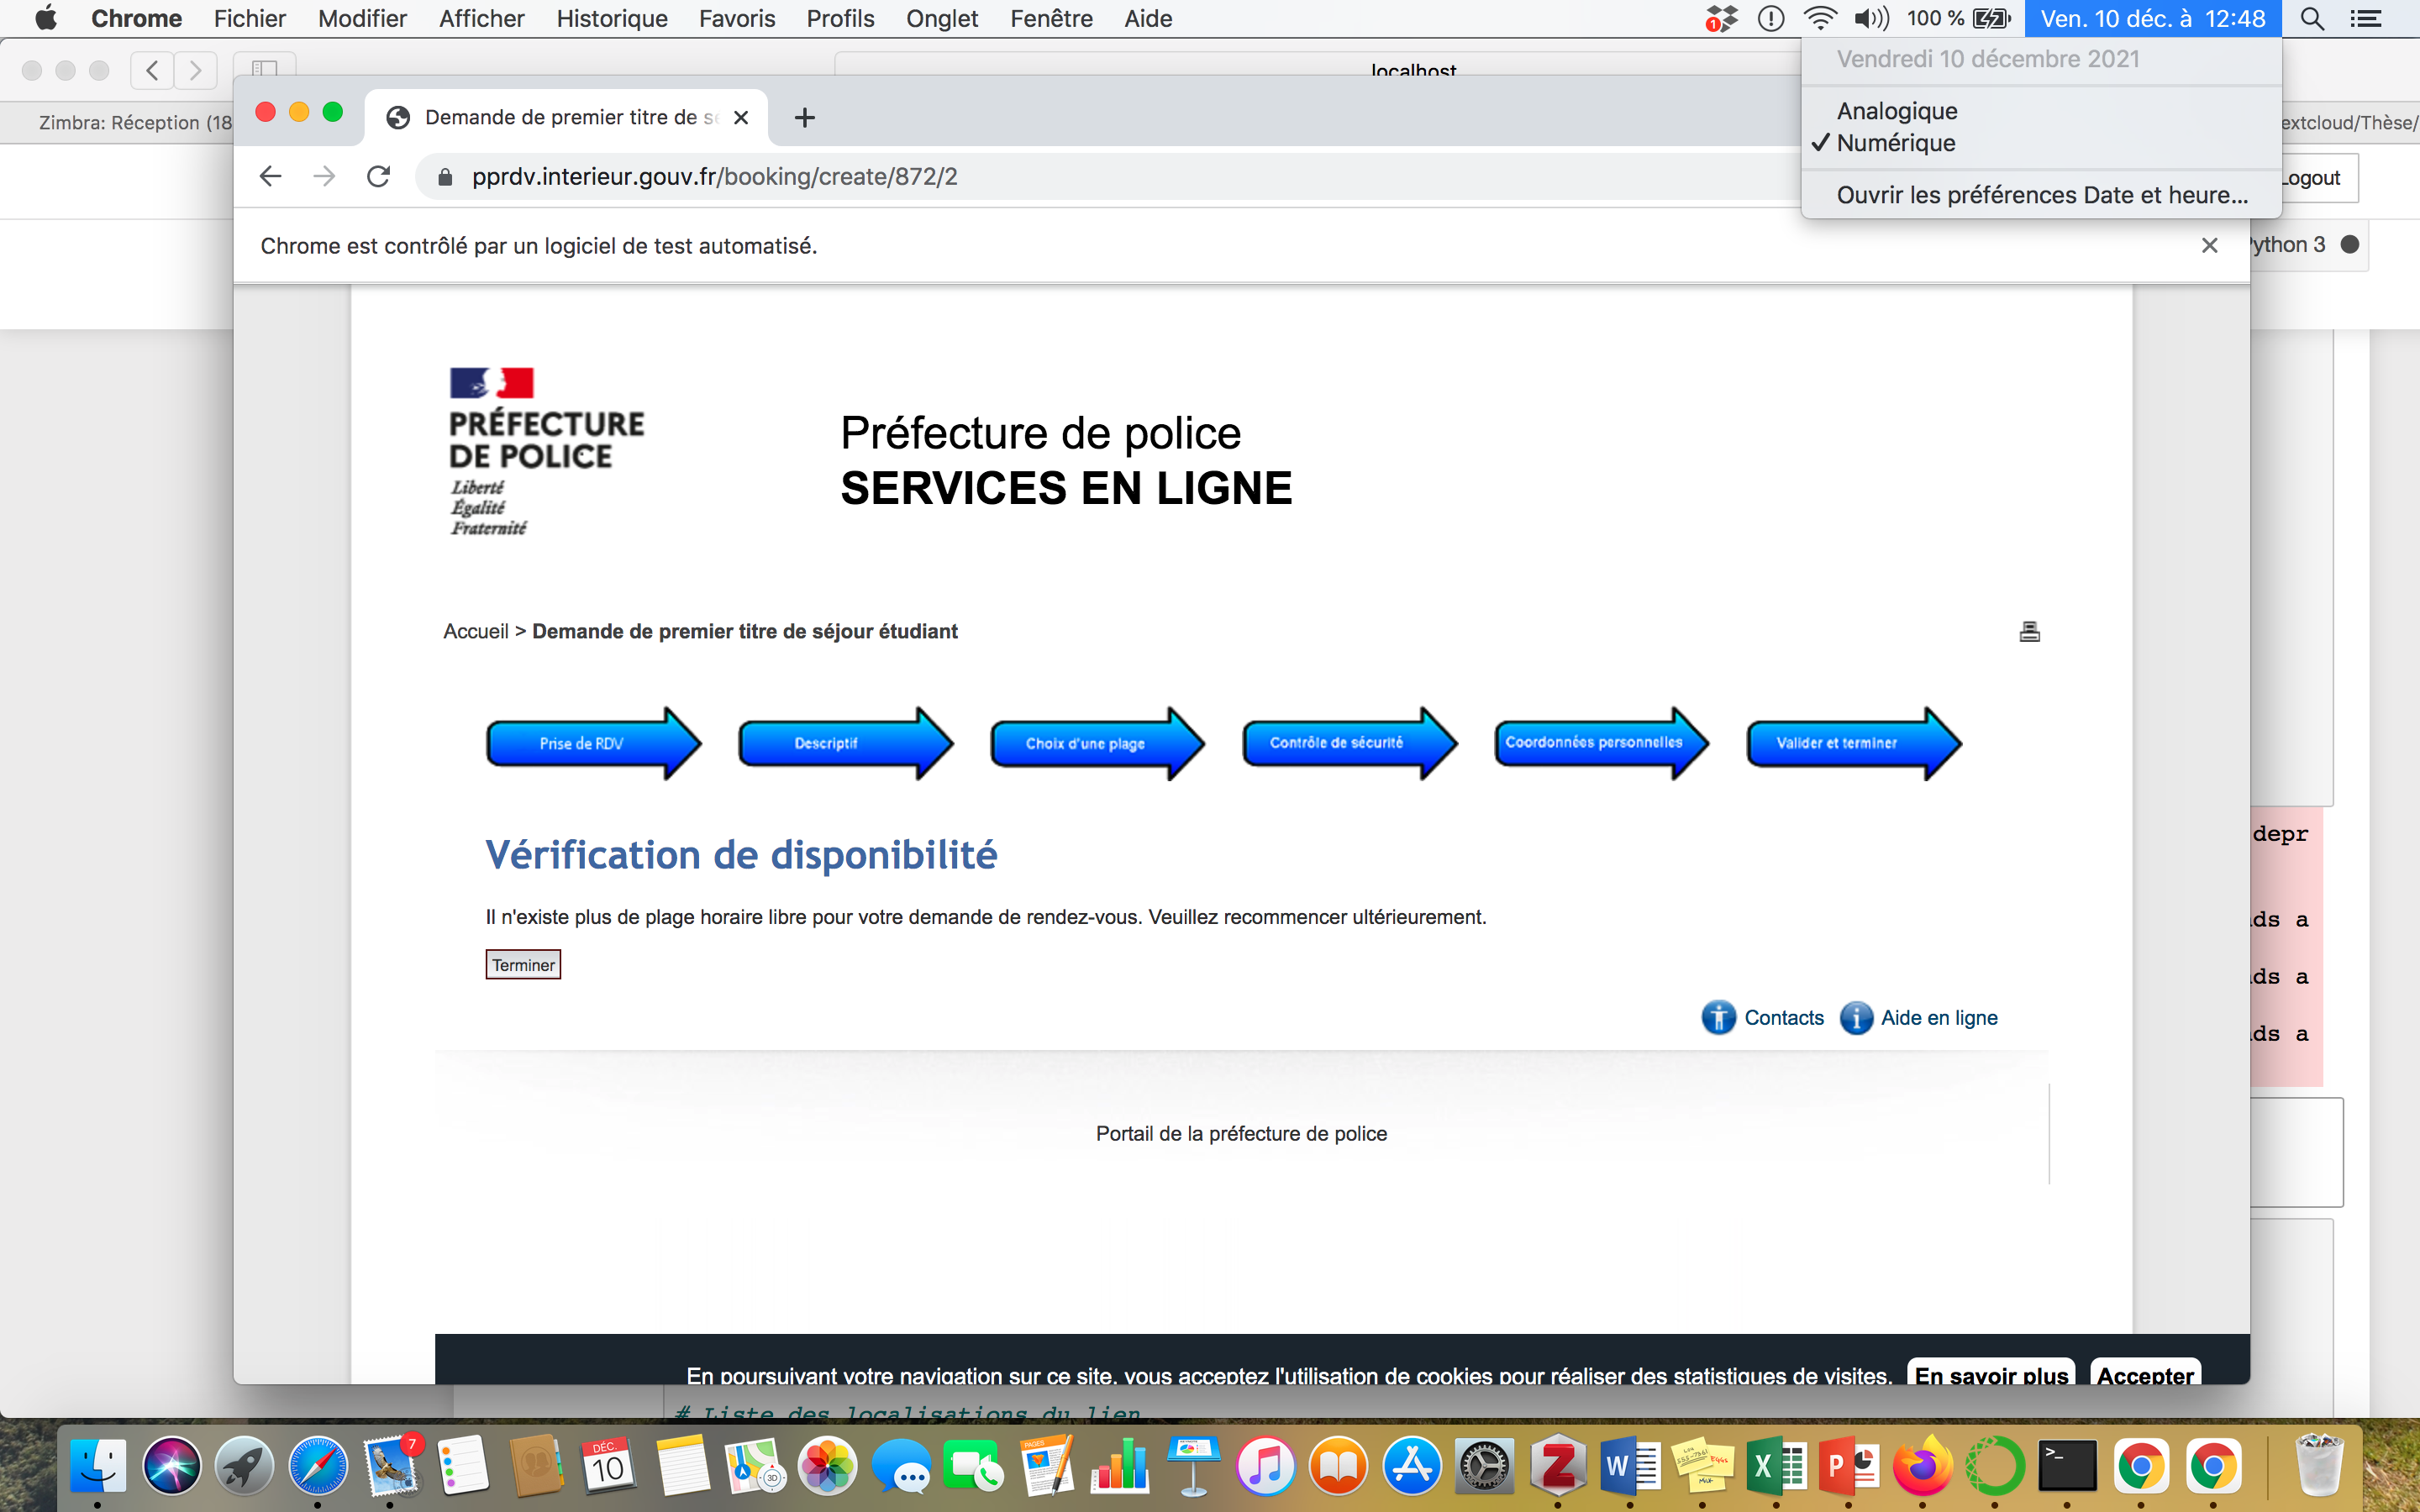 Chrome Fichier Modifier Afficher Historique Favoris Profils Onglet Fenêtre Aide 1 100 % Ven. 10 déc. à 12:48
Vendredi 10 décembre 2021
Analogique
✓ Numérique
Ouvrir les préférences Date et heure...
localhost
Zimbra: Réception (18
Demande de premier titre de s
extcloud/Thèse/
pprdv.interieur.gouv.fr/booking/create/872/2
Logout
Chrome est contrôlé par un logiciel de test automatisé.
ython 3
PRÉFECTURE
DE POLICE
Liberté
Égalité
Fraternité
Préfecture de police
SERVICES EN LIGNE
Accueil > Demande de premier titre de séjour étudiant
Prise de RDV
Descriptif
Choix d'une plage
Contrôle de sécurité
Coordonnées personnelles
Valider et terminer
Vérification de disponibilité
depr
Il n'existe plus de plage horaire libre pour votre demande de rendez-vous. Veuillez recommencer ultérieurement.
ds a
Terminer
ds a
Contacts
Aide en ligne
ds a
Portail de la préfecture de police
En poursuivant votre navigation sur ce site, vous acceptez l'utilisation de cookies pour réaliser des statistiques de visites. En savoir plus Accepter
# Liste des localisations du lien
7
DÉC.
10
3D
PAGES